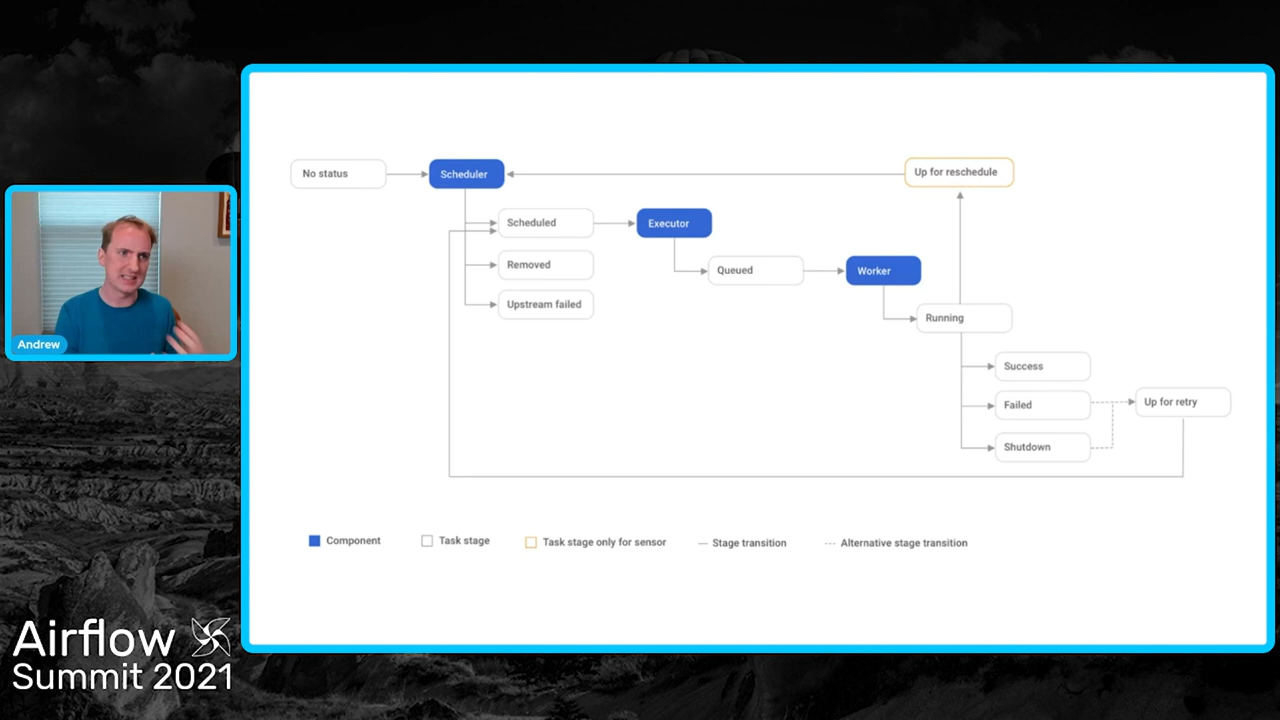 No status
Scheduler
Up for reschedule
Scheduled
Executor
Removed
Queued
Worker
Upstream failed
Running
Success
Failed
Up for retry
Shutdown
Component
Task stage
Task stage only for sensor
Stage transition
Alternative stage transition
Andrew
Airflow
Summit 2021